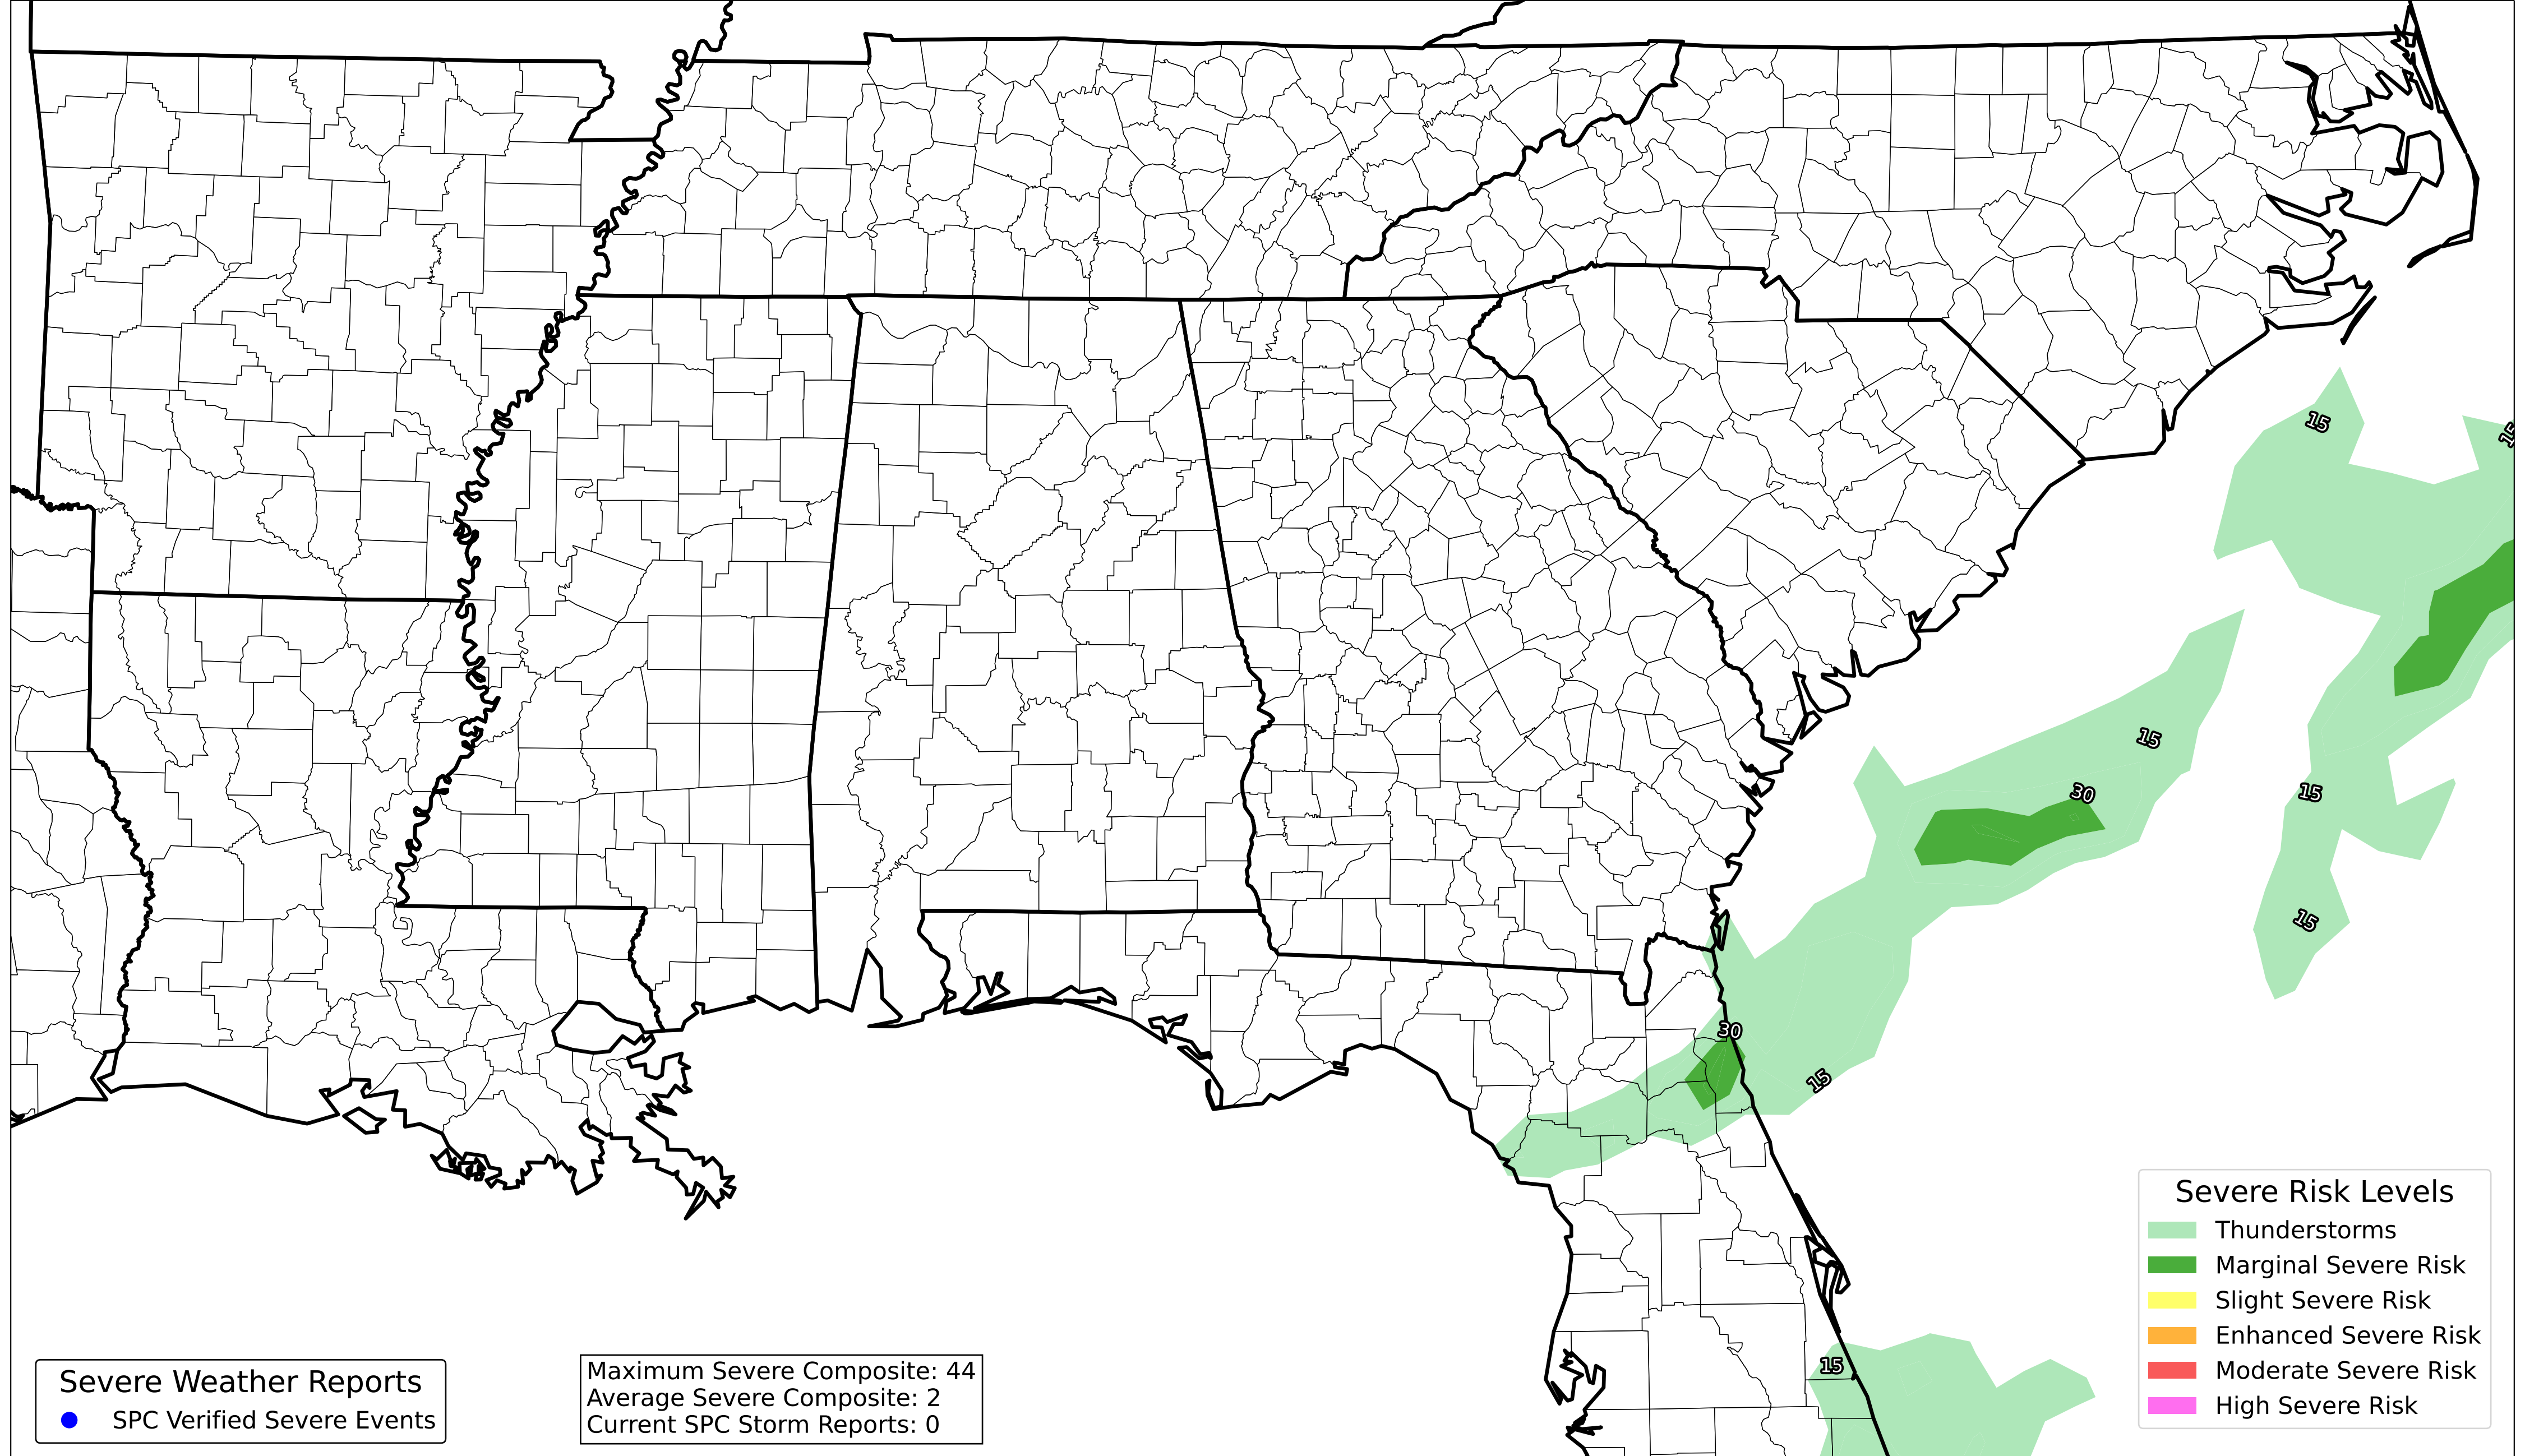 15
15
15
30
15
15
30
15
15
Severe Risk Levels
Thunderstorms
Marginal Severe Risk
Slight Severe Risk
Enhanced Severe Risk
Moderate Severe Risk
High Severe Risk
Severe Weather Reports
SPC Verified Severe Events
Maximum Severe Composite: 44
Average Severe Composite: 2
Current SPC Storm Reports: 0